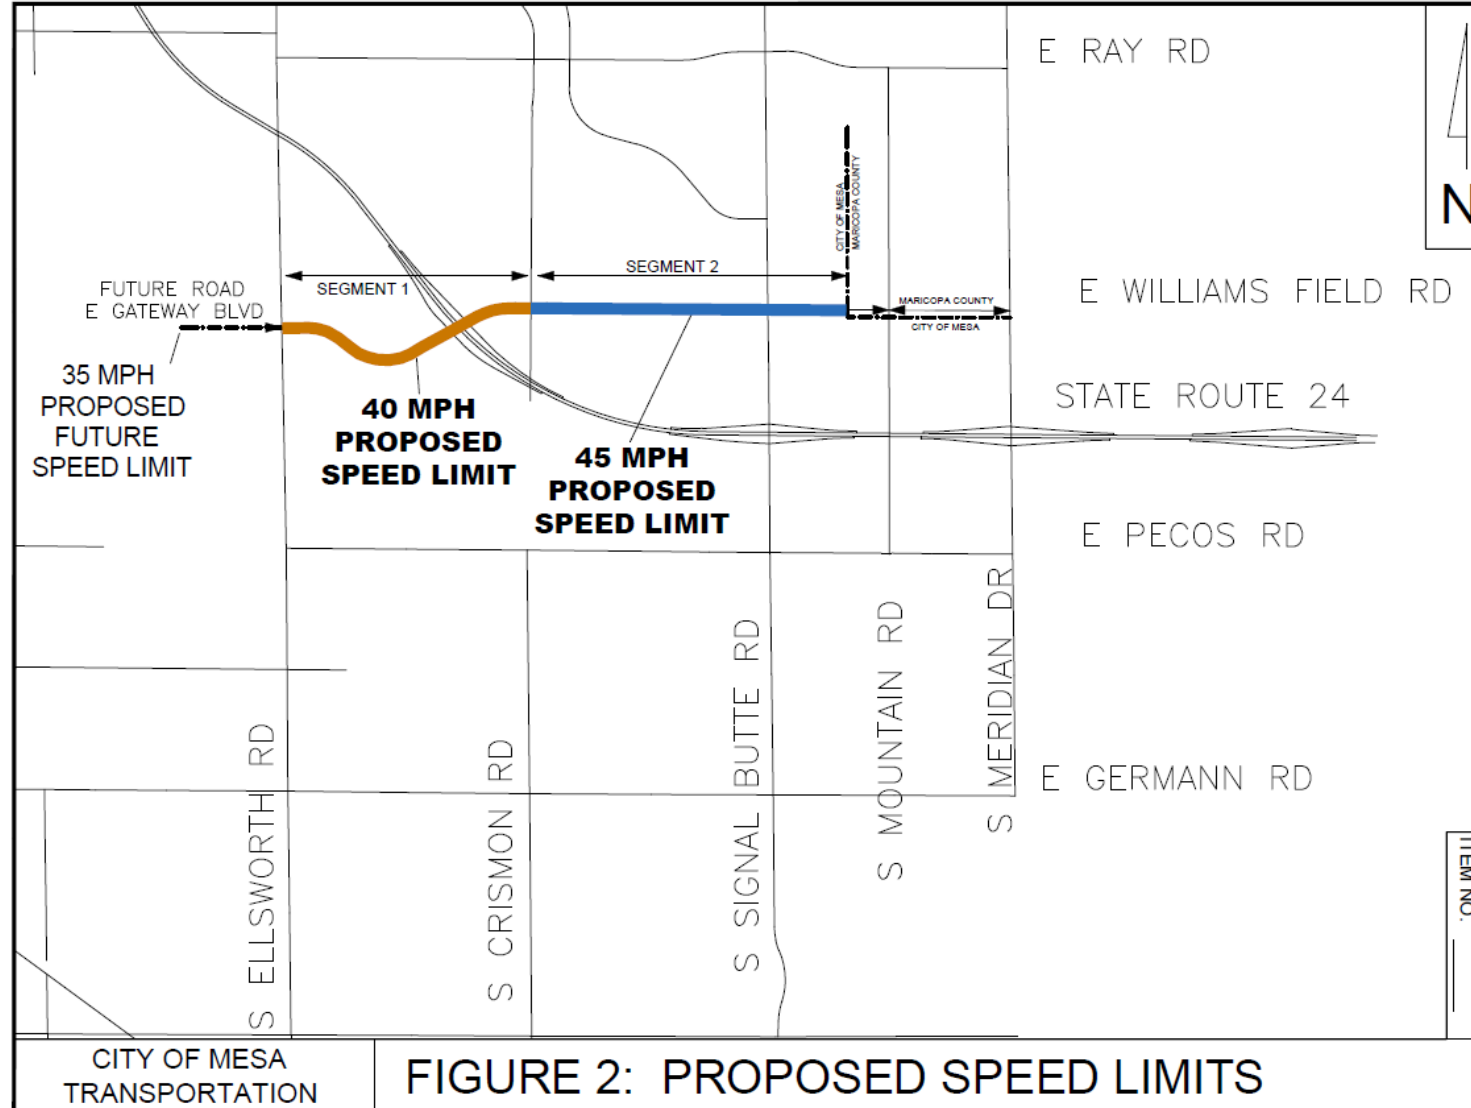 E RAY RD
N
CITY OF MESA
MARICOPA COUNTY
SEGMENT 1
SEGMENT 2
FUTURE ROAD
E GATEWAY BLVD
E WILLIAMS FIELD RD
MARICOPA COUNTY
CITY OF MESA
35 MPH
PROPOSED
FUTURE
SPEED LIMIT
40 MPH
PROPOSED
SPEED LIMIT
45 MPH
PROPOSED
SPEED LIMIT
STATE ROUTE 24
E PECOS RD
E GERMANN RD
S ELLSWORTH RD
S CRISMON RD
S SIGNAL BUTTE RD
S MOUNTAIN RD
S MERIDIAN DR
ITEM NO.
CITY OF MESA
TRANSPORTATION
FIGURE 2: PROPOSED SPEED LIMITS